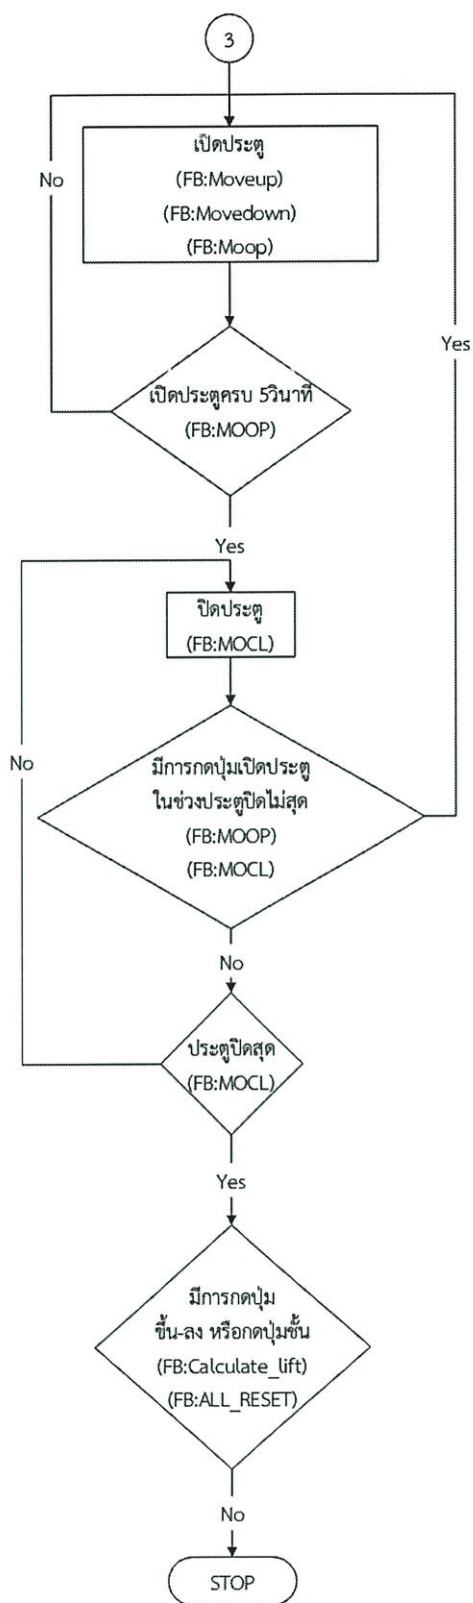 3
เปิดประตู
(FB:Moveup)
(FB:Movedown)
(FB:Moop)
No
Yes
เปิดประตูครบ 5วินาที
(FB:MOOP)
Yes
ปิดประตู
(FB:MOCL)
No
มีการกดปุ่มเปิดประตู
ในช่วงประตูปิดไม่สุด
(FB:MOOP)
(FB:MOCL)
No
ประตูปิดสุด
(FB:MOCL)
Yes
มีการกดปุ่ม
ขึ้น-ลง หรือกดปุ่มชั้น
(FB:Calculate_lift)
(FB:ALL_RESET)
No
STOP